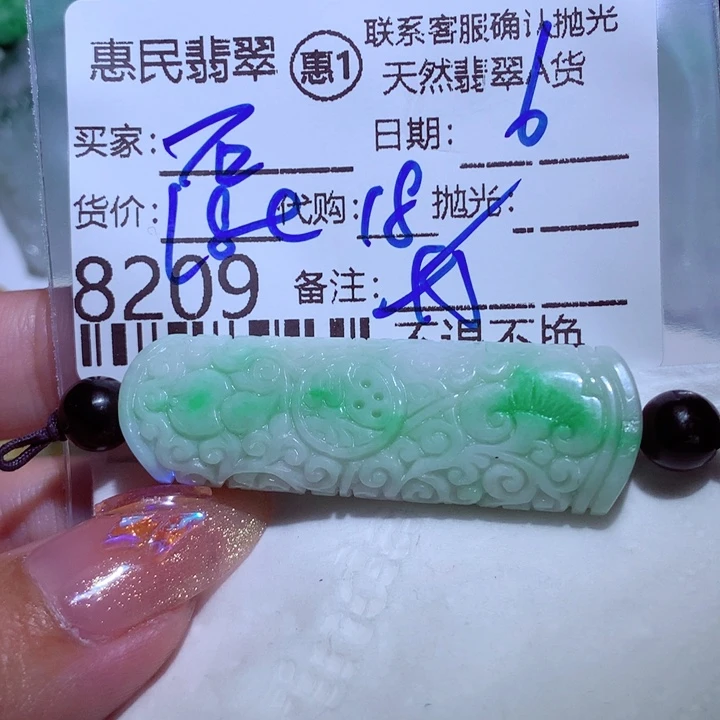 惠民翡翠 惠1 联系客服确认抛光
天然翡翠A货
买家: 石 日期: 6
货价: 代购: 18 抛光:
8209 备注:
不退不换